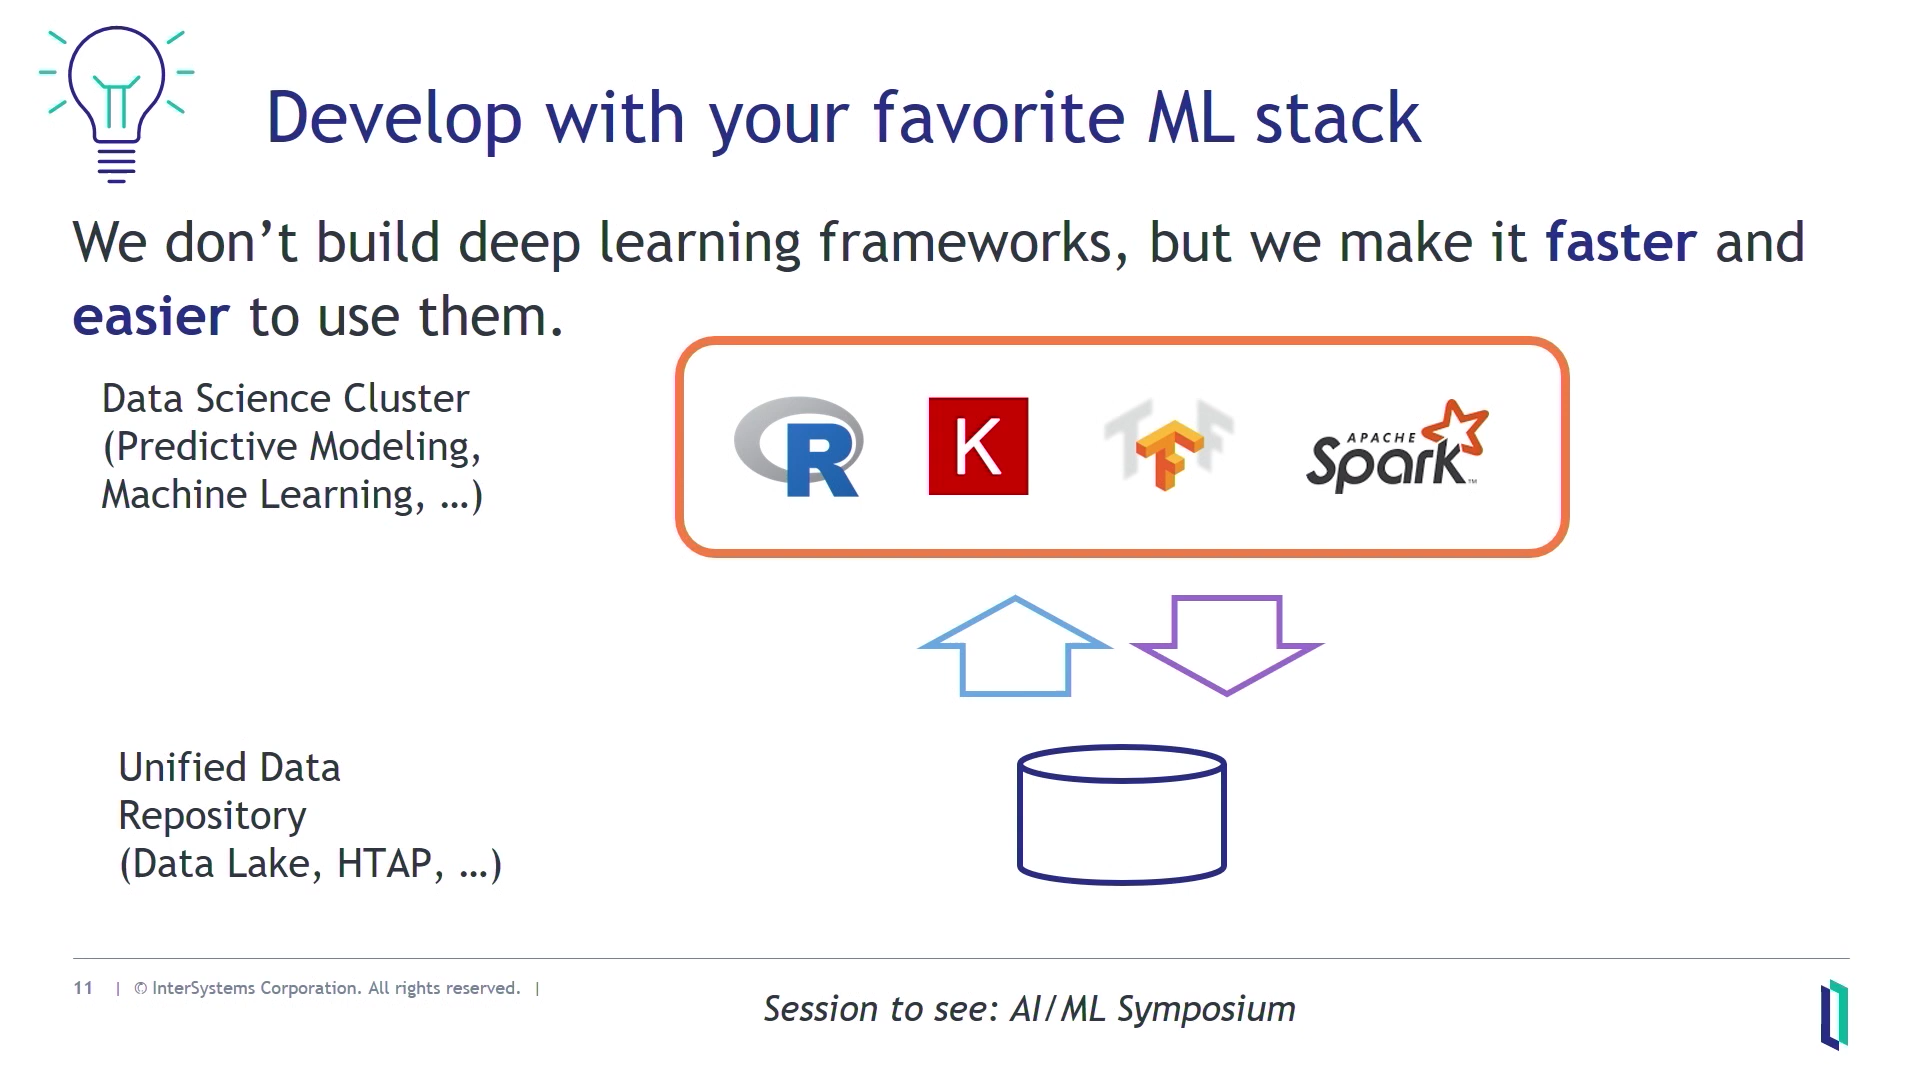 Develop with your favorite ML stack
We don’t build deep learning frameworks, but we make it faster and
easier to use them.
Data Science Cluster
(Predictive Modeling,
Machine Learning, …)
R
K
TF
APACHE
Spark™
Unified Data
Repository
(Data Lake, HTAP, …)
11 | © InterSystems Corporation. All rights reserved. |
Session to see: AI/ML Symposium